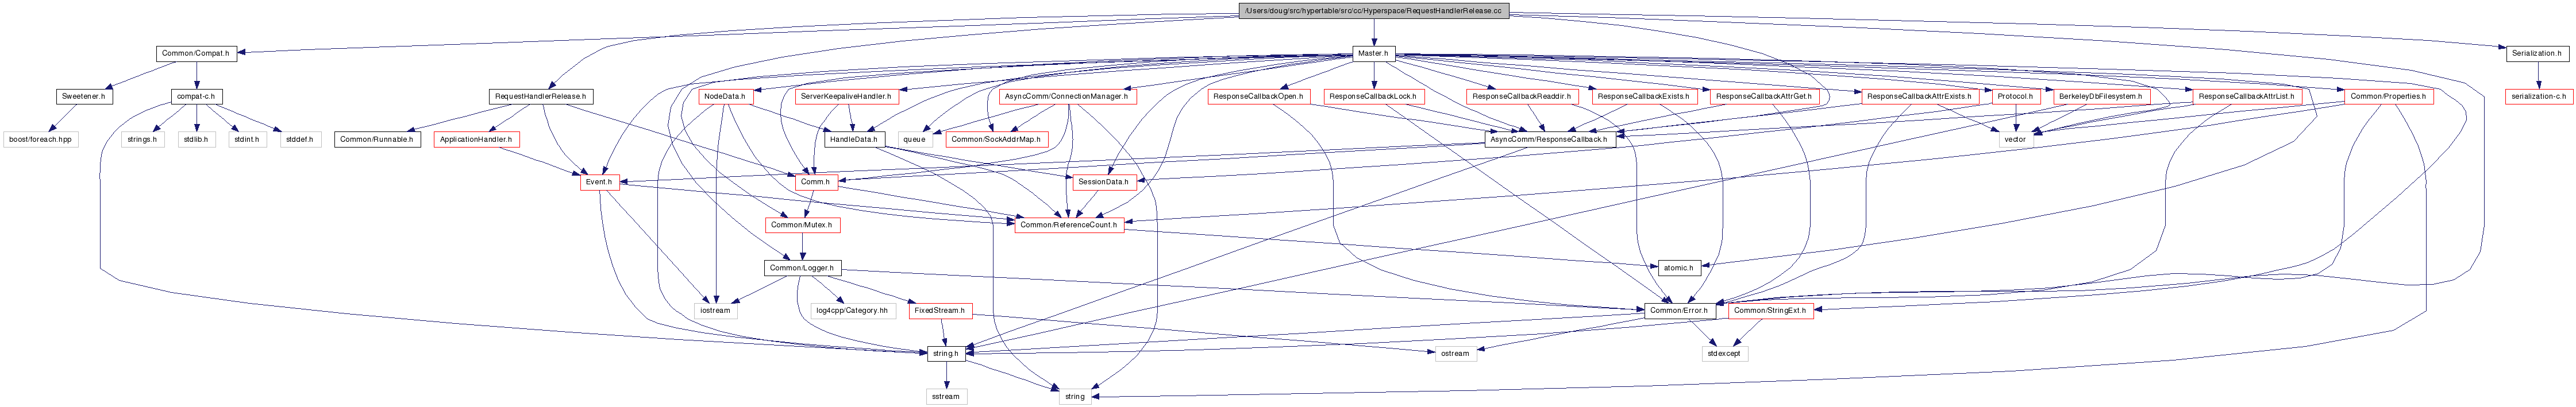 /Users/doug/src/hypertable/src/cc/Hyperspace/RequestHandlerRelease.cc
Common/Compat.h
Master.h
Serialization.h
Sweetener.h
compat-c.h
RequestHandlerRelease.h
NodeData.h
ServerKeepaliveHandler.h
AsyncComm/ConnectionManager.h
ResponseCallbackOpen.h
ResponseCallbackLock.h
ResponseCallbackReaddir.h
ResponseCallbackExists.h
ResponseCallbackAttrGet.h
ResponseCallbackAttrExists.h
Protocol.h
BerkeleyDbFilesystem.h
ResponseCallbackAttrList.h
Common/Properties.h
serialization-c.h
boost/foreach.hpp
strings.h
stdlib.h
stdint.h
stddef.h
Common/Runnable.h
ApplicationHandler.h
HandleData.h
queue
Common/SockAddrMap.h
AsyncComm/ResponseCallback.h
vector
Event.h
Comm.h
SessionData.h
Common/Mutex.h
Common/ReferenceCount.h
Common/Logger.h
atomic.h
iostream
log4cpp/Category.hh
FixedStream.h
Common/Error.h
Common/StringExt.h
string.h
ostream
stdexcept
sstream
string